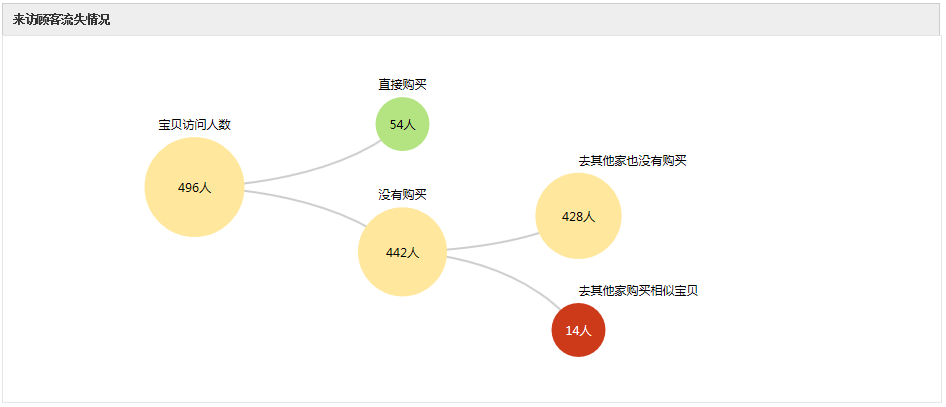 来访顾客流失情况
直接购买
54人
宝贝访问人数
496人
没有购买
442人
去其他家也没有购买
428人
去其他家购买相似宝贝
14人